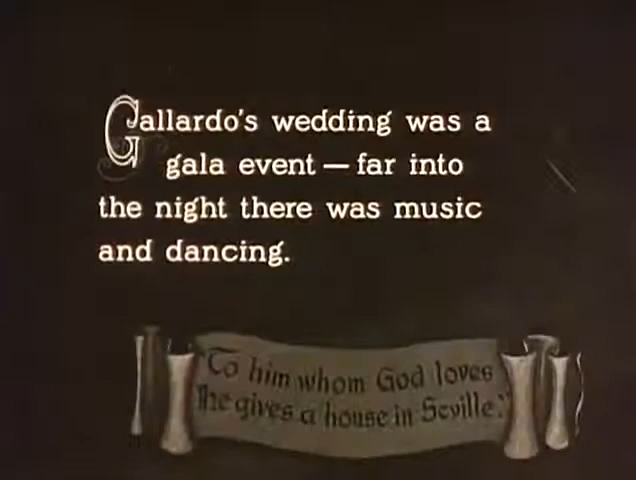 Gallardo's wedding was a
gala event — far into
the night there was music
and dancing.
"To him whom God loves
He gives a house in Seville."